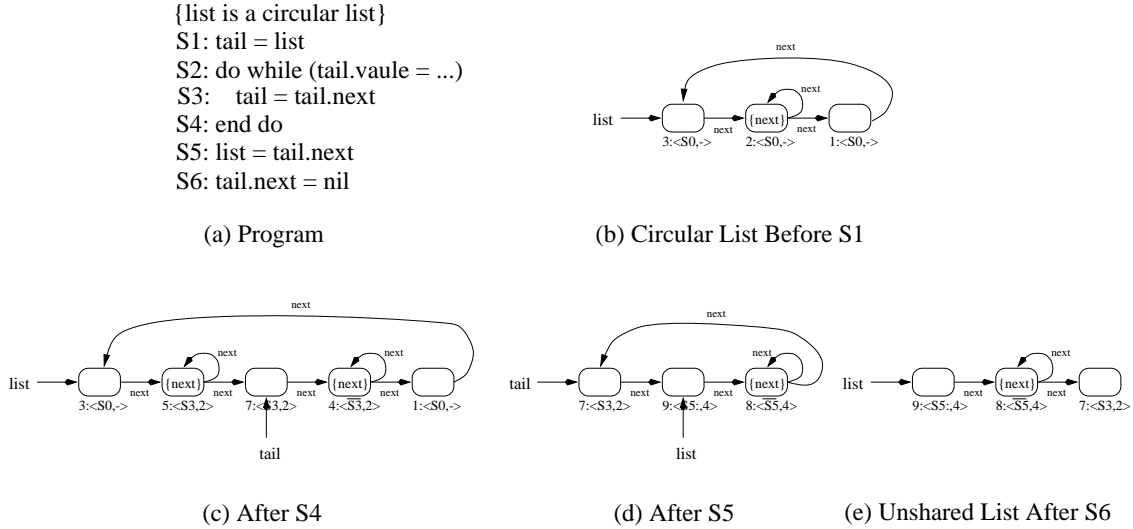 {list is a circular list}
S1: tail = list
S2: do while (tail.vaule = ...)
S3: tail = tail.next
S4: end do
S5: list = tail.next
S6: tail.next = nil
(a) Program
next
next
list
{next}
next
next
3:<S0,->
2:<S0,->
1:<S0,->
(b) Circular List Before S1
next
next
next
list
{next}
{next}
next
next
next
next
3:<S0,->
5:<S3,2>
7:<S3,2>
4:<S̅3̅,2>
1:<S0,->
tail
(c) After S4
next
next
tail
{next}
next
next
7:<S3,2>
9:<S5:,4>
8:<S̅5̅,4>
list
(d) After S5
next
list
{next}
next
next
9:<S5:,4>
8:<S̅5̅,4>
7:<S3,2>
(e) Unshared List After S6